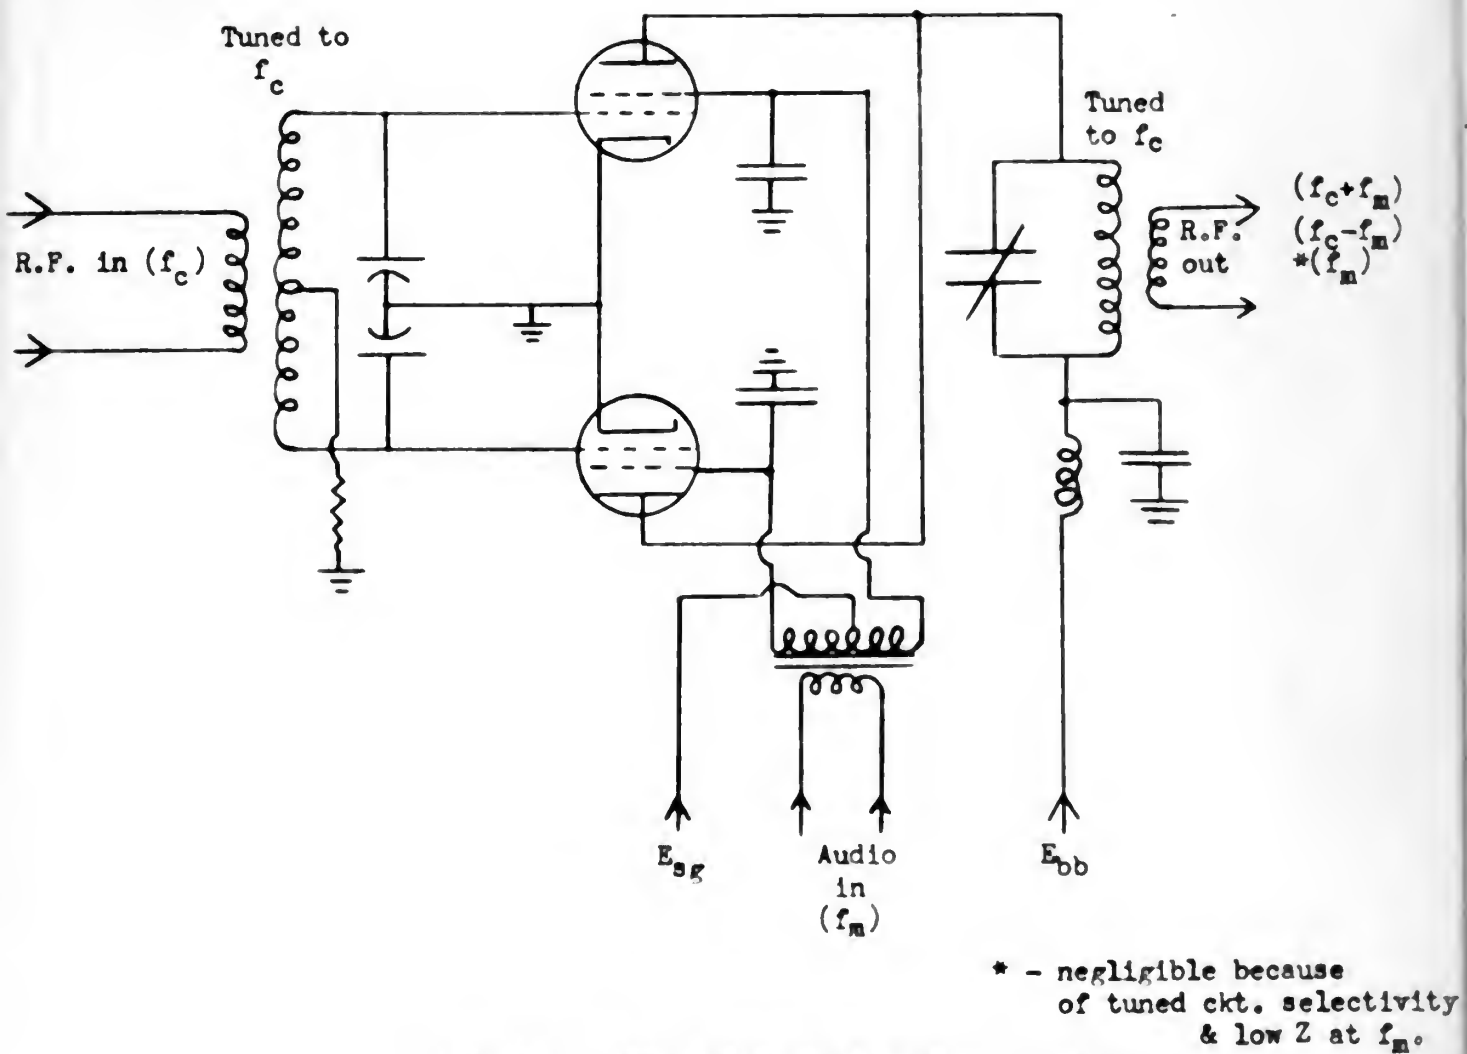 Tuned to
f_c
Tuned
to f_c
R.F. in (f_c)
R.F.
out
(f_c+f_m)
(f_c-f_m)
*(f_m)
E_sg
Audio
in
(f_m)
E_bb
* - negligible because
of tuned ckt. selectivity
& low Z at f_m.